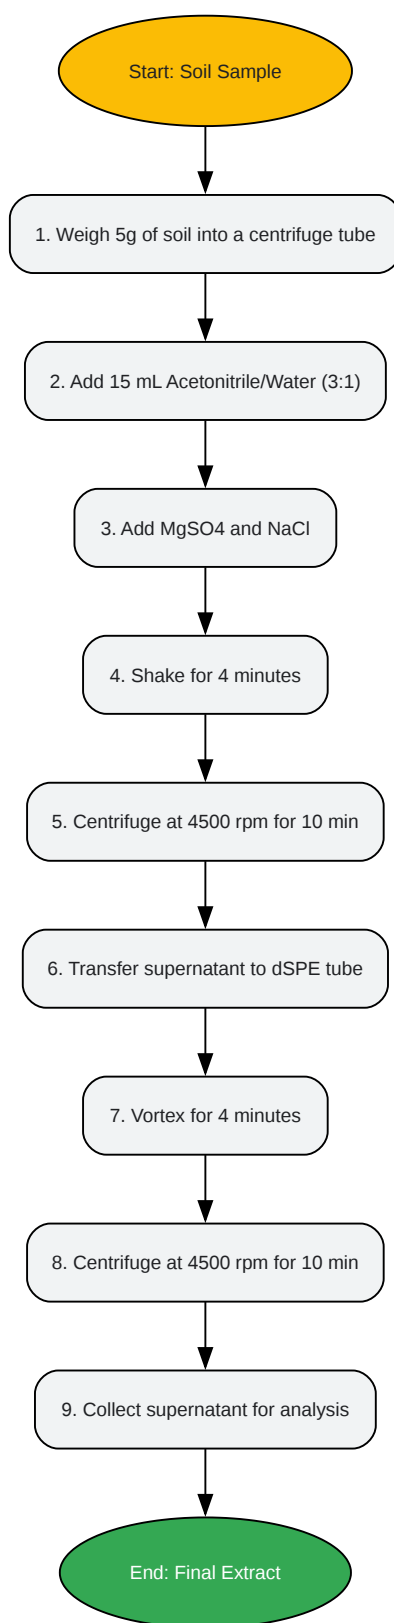 Start: Soil Sample
1. Weigh 5g of soil into a centrifuge tube
2. Add 15 mL Acetonitrile/Water (3:1)
3. Add MgSO4 and NaCl
4. Shake for 4 minutes
5. Centrifuge at 4500 rpm for 10 min
6. Transfer supernatant to dSPE tube
7. Vortex for 4 minutes
8. Centrifuge at 4500 rpm for 10 min
9. Collect supernatant for analysis
End: Final Extract